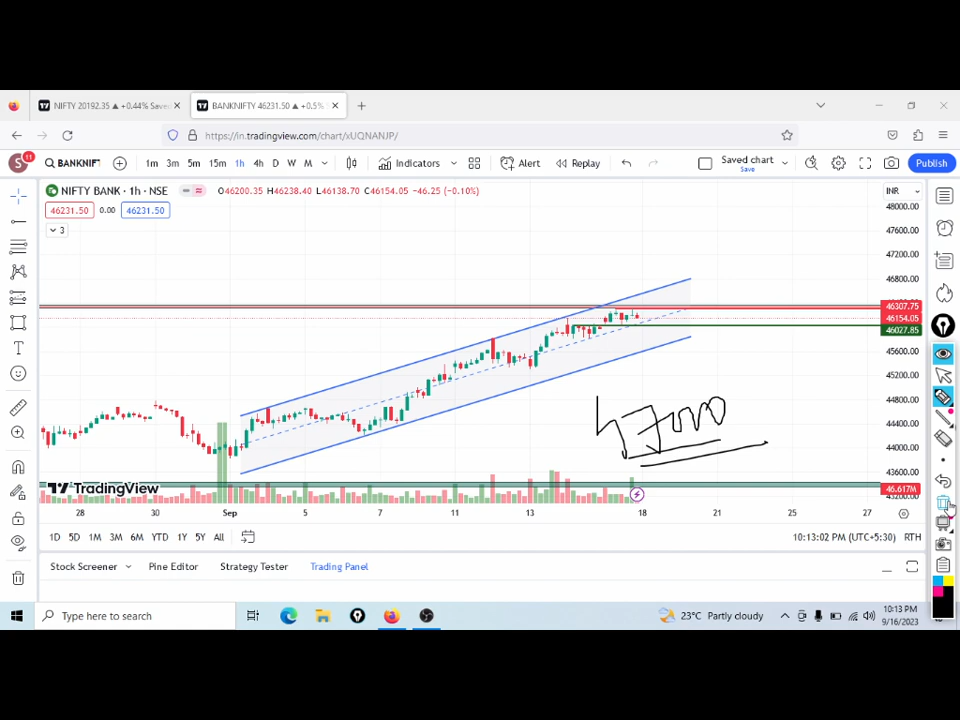 NIFTY 20192.35 ▲ +0.44% Save
BANKNIFTY 46231.50 ▲ +0.5%
https://in.tradingview.com/chart/xUQNANJP/
S 11 BANKNIFT 1m 3m 5m 15m 1h 4h D W M Indicators Alert Replay Saved chart Save Publish
NIFTY BANK · 1h · NSE O46200.35 H46238.40 L46138.70 C46154.05 -46.25 (-0.10%) INR
46231.50 0.00 46231.50
3
48000.00
47600.00
47200.00
46800.00
46307.75
46154.05
46027.85
45600.00
45200.00
44800.00
44400.00
44000.00
43600.00
46.617M
47000
TradingView
28 30 Sep 5 7 11 13 18 21 25 27
1D 5D 1M 3M 6M YTD 1Y 5Y All 10:13:02 PM (UTC+5:30) RTH
Stock Screener Pine Editor Strategy Tester Trading Panel
Type here to search 23°C Partly cloudy 10:13 PM
9/16/2023